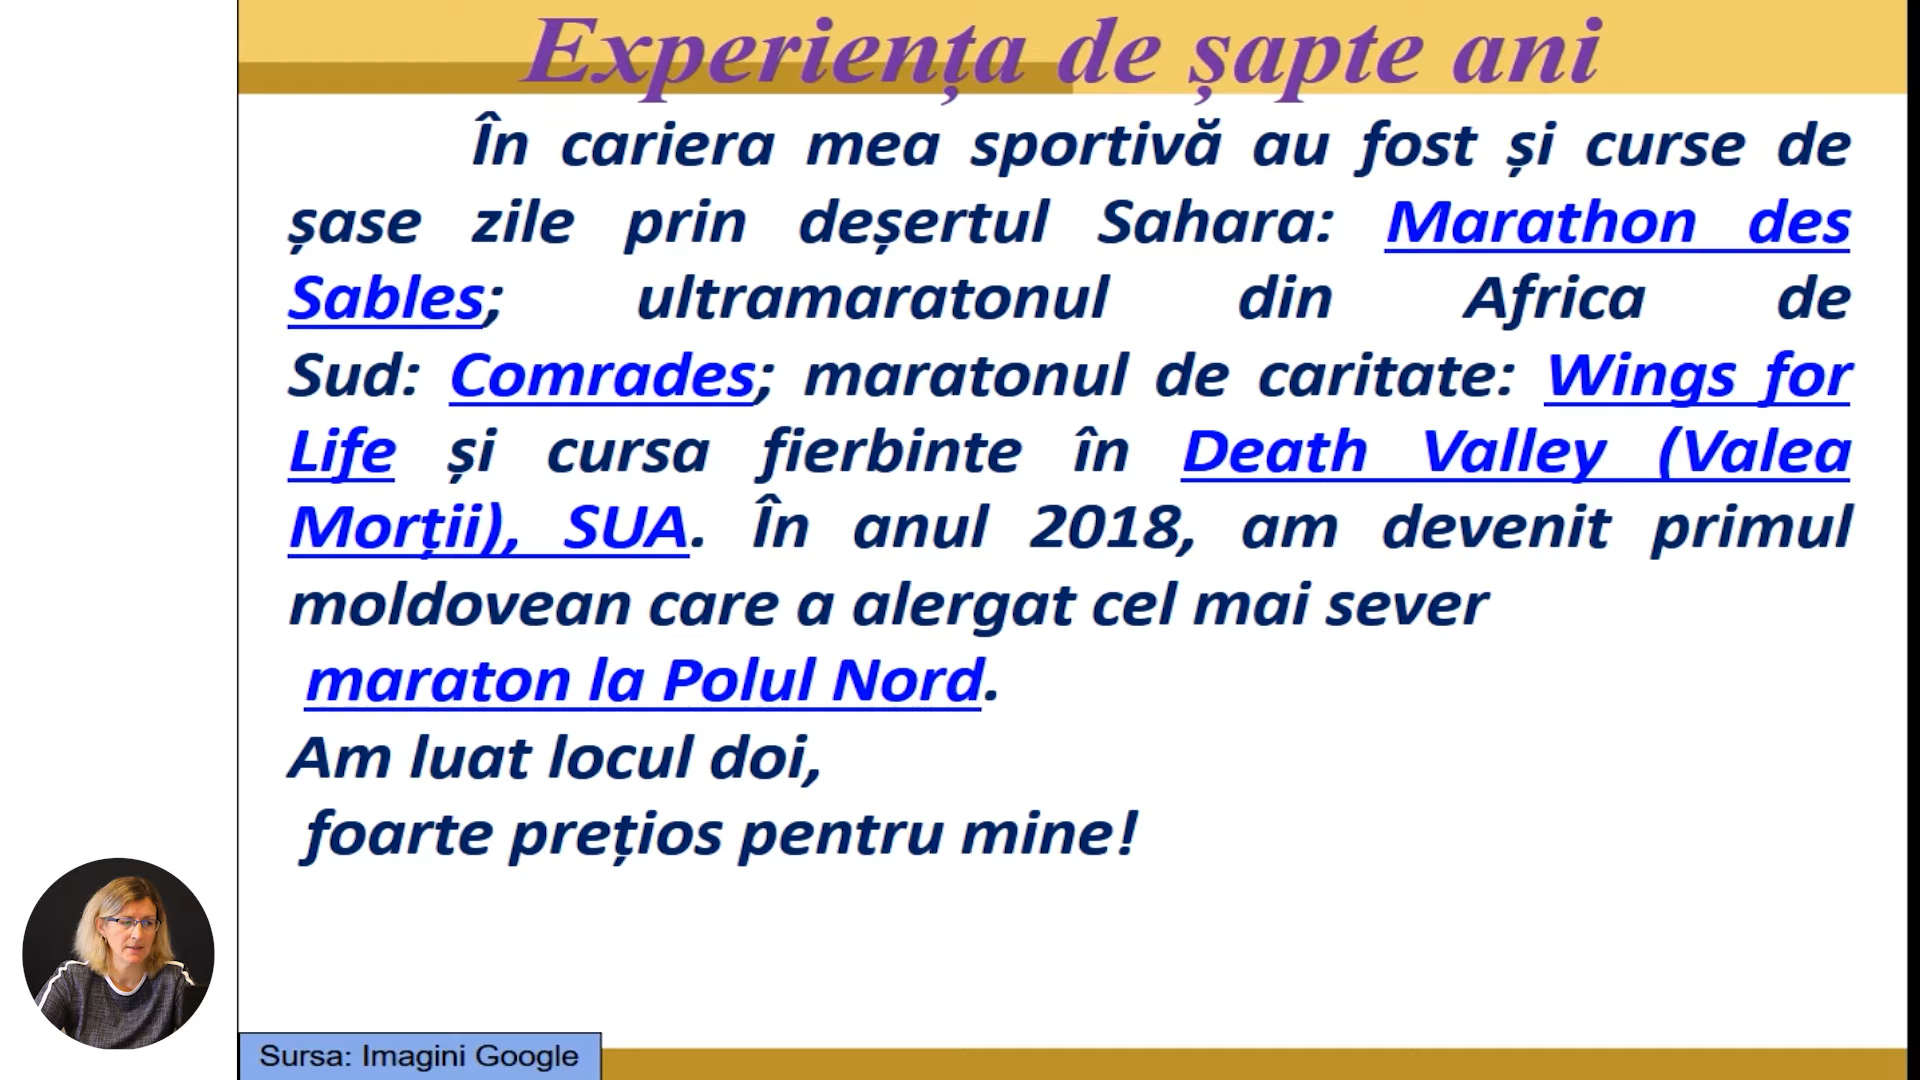 Experiența de șapte ani
În cariera mea sportivă au fost și curse de
șase zile prin deșertul Sahara: Marathon des
Sables; ultramaratonul din Africa de
Sud: Comrades; maratonul de caritate: Wings for
Life și cursa fierbinte în Death Valley (Valea
Morții), SUA. În anul 2018, am devenit primul
moldovean care a alergat cel mai sever
maraton la Polul Nord.
Am luat locul doi,
foarte prețios pentru mine!
Sursa: Imagini Google